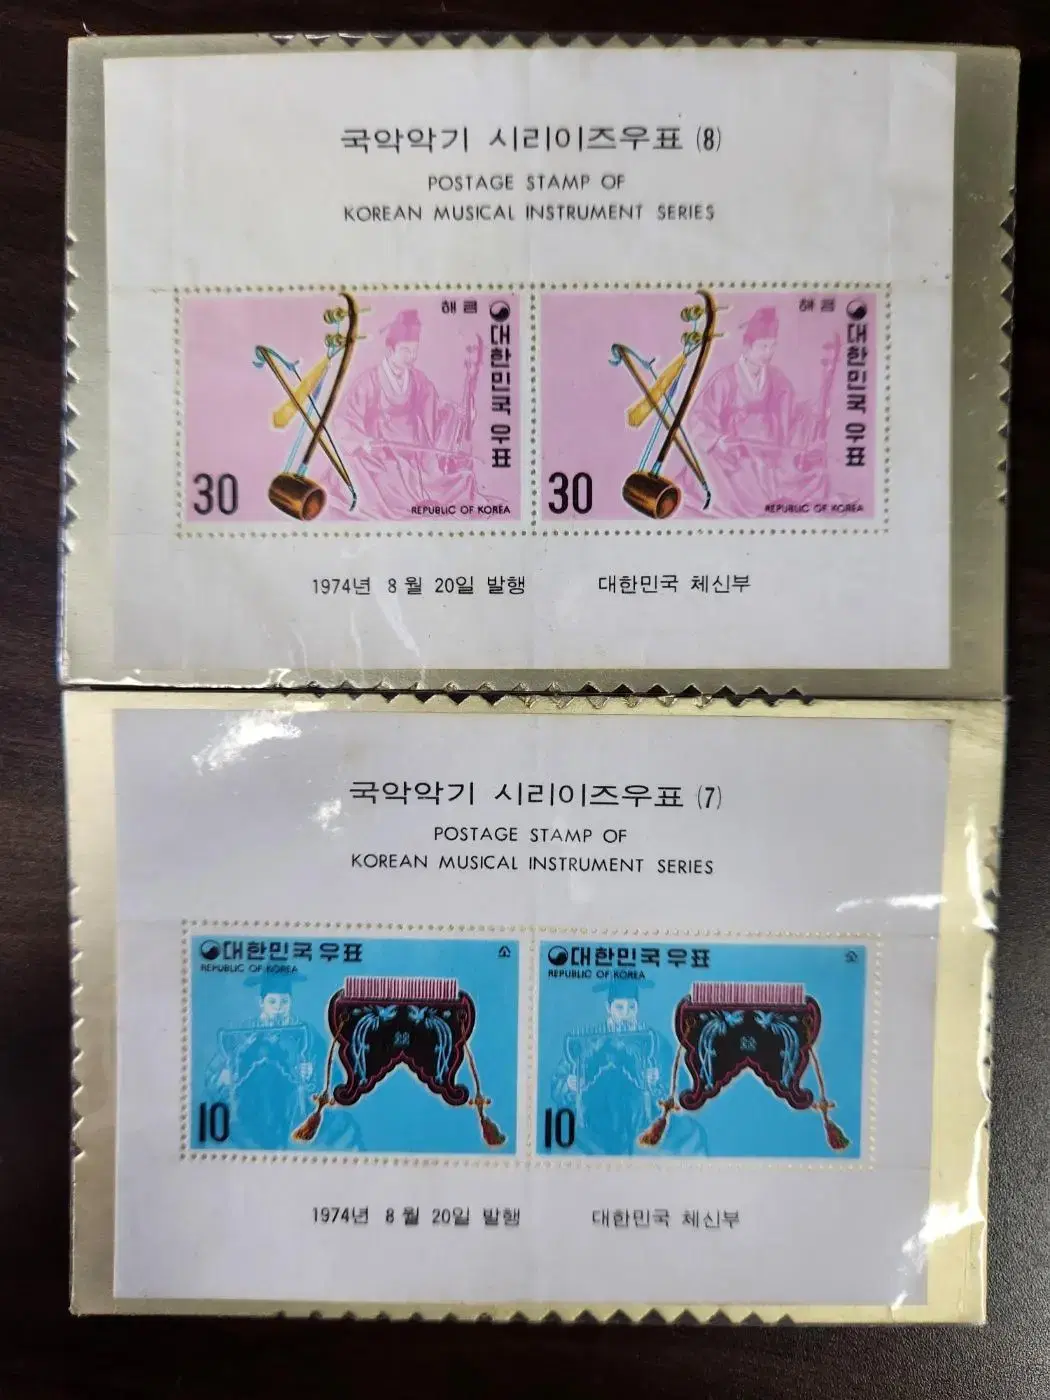 국악악기 시리이즈우표 (8)
POSTAGE STAMP OF
KOREAN MUSICAL INSTRUMENT SERIES
해금
대한민국 우표
30
REPUBLIC OF KOREA
해금
대한민국 우표
30
REPUBLIC OF KOREA
1974년 8월 20일 발행 대한민국 체신부
국악악기 시리이즈우표 (7)
POSTAGE STAMP OF
KOREAN MUSICAL INSTRUMENT SERIES
대한민국우표
REPUBLIC OF KOREA
소
10
대한민국우표
REPUBLIC OF KOREA
소
10
1974년 8월 20일 발행 대한민국 체신부